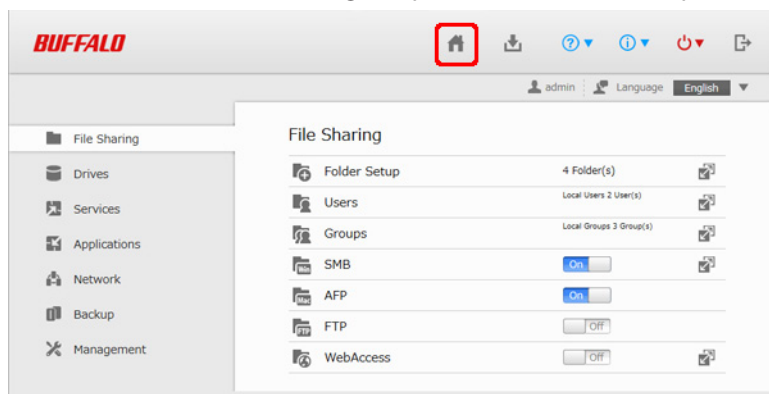 BUFFALO
admin Language English
File Sharing
Drives
Services
Applications
Network
Backup
Management
File Sharing
Folder Setup 4 Folder(s)
Users Local Users 2 User(s)
Groups Local Groups 3 Group(s)
SMB On
AFP On
FTP Off
WebAccess Off